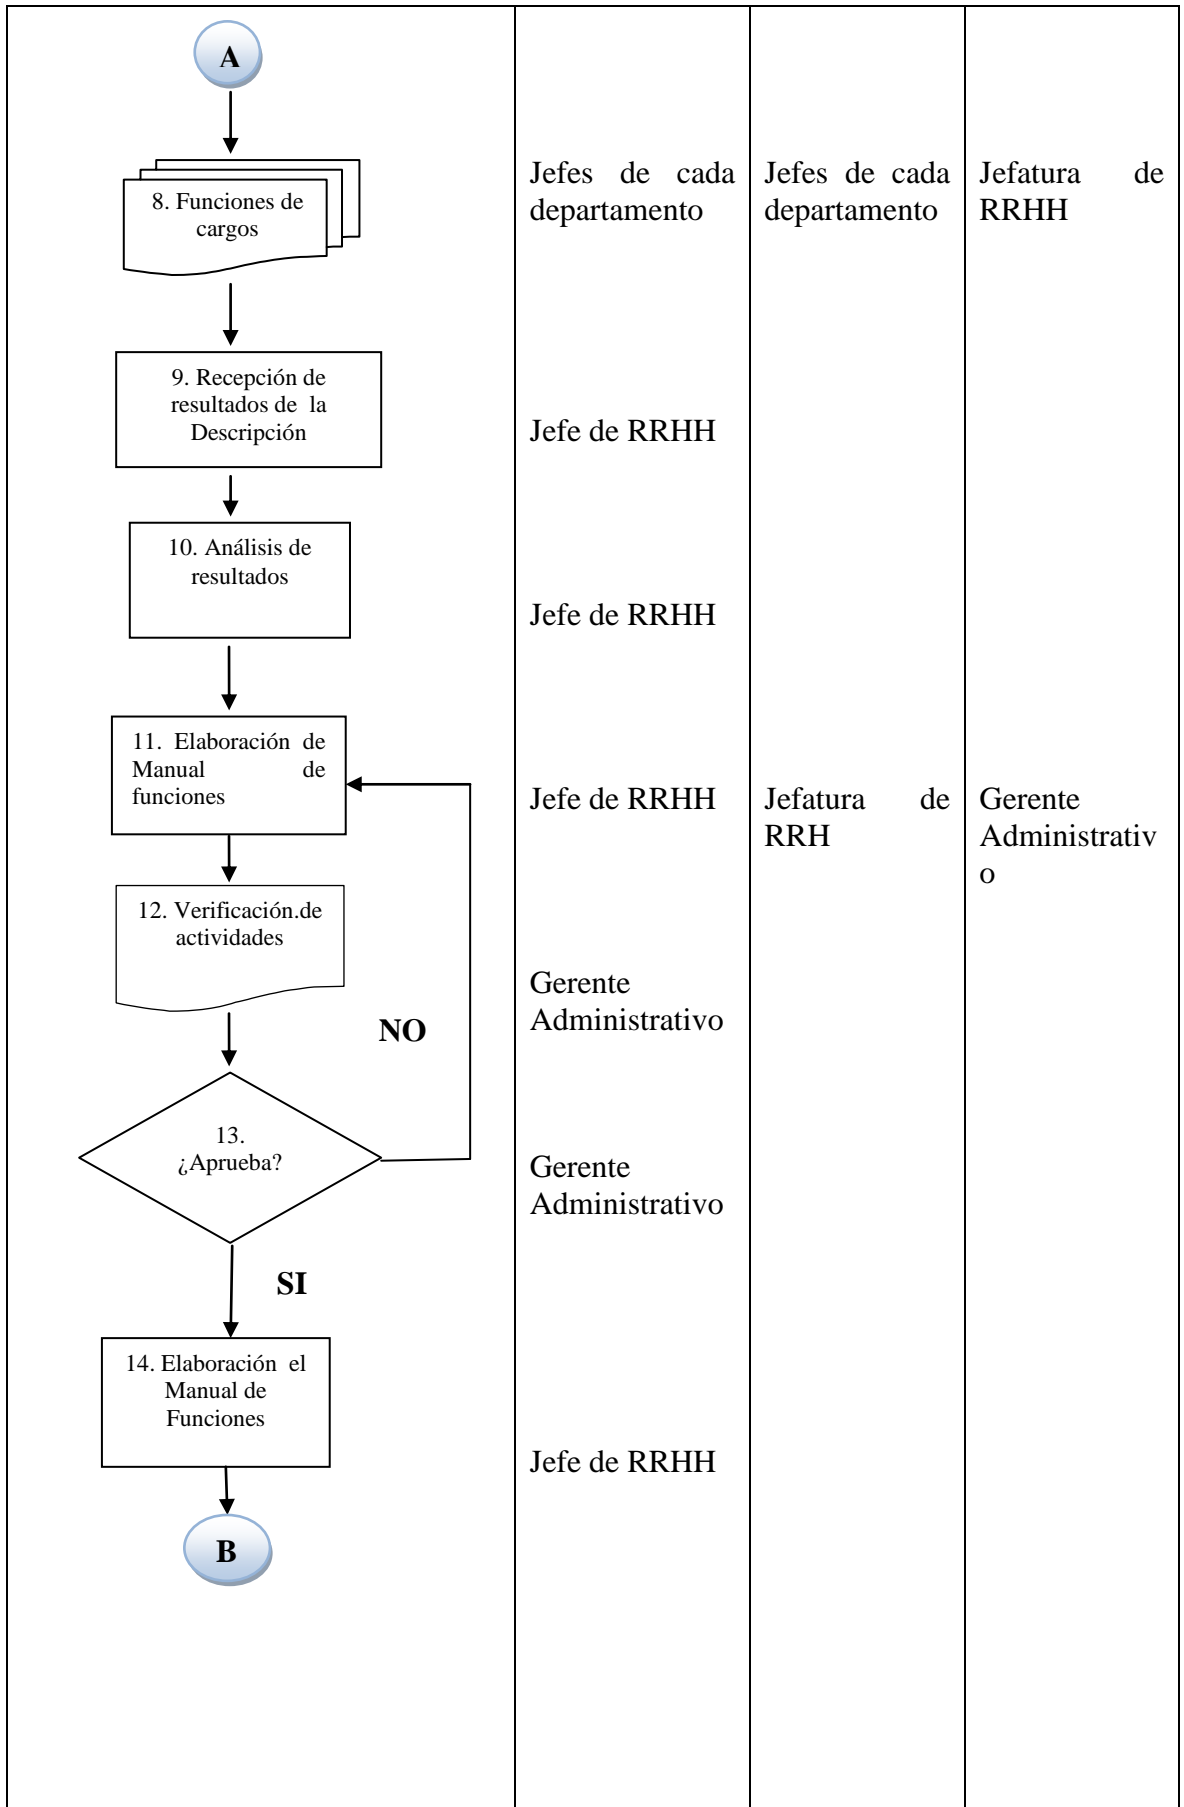 A
8. Funciones de
cargos
Jefes de cada
departamento
Jefes de cada
departamento
Jefatura de
RRHH
9. Recepción de
resultados de la
Descripción
Jefe de RRHH
10. Análisis de
resultados
Jefe de RRHH
11. Elaboración de
Manual de
funciones
Jefe de RRHH
Jefatura de
RRH
Gerente
Administrativ
o
12. Verificación.de
actividades
Gerente
Administrativo
NO
13.
¿Aprueba?
Gerente
Administrativo
SI
14. Elaboración el
Manual de
Funciones
Jefe de RRHH
B